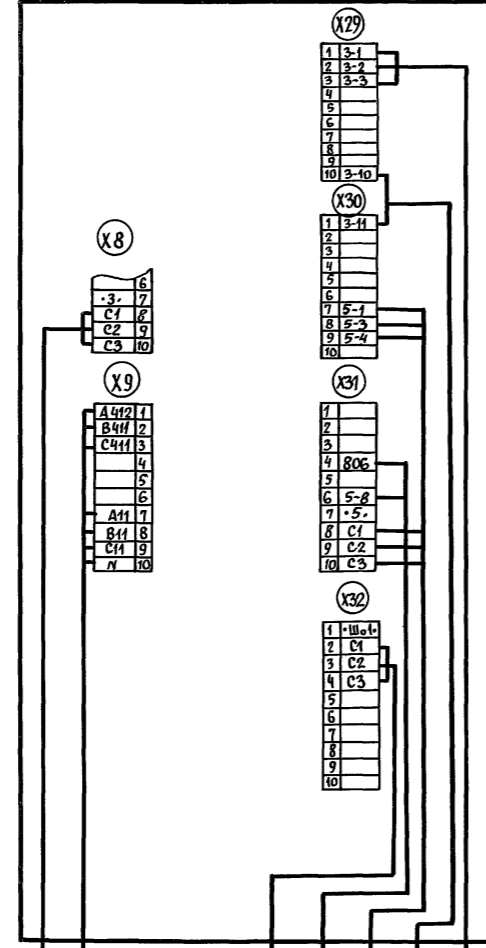 X29
1 3-1
2 3-2
3 3-3
4
5
6
7
8
9
10 3-10
X30
1 3-11
2
3
4
5
6
7 5-1
8 5-3
9 5-4
10
X8
6
·3· 7
C1 8
C2 9
C3 10
X9
A412 1
B411 2
C411 3
4
5
6
A11 7
B11 8
C11 9
N 10
X31
1
2
3
4 806
5
6 5-8
7 ·5·
8 C1
9 C2
10 C3
X32
1 ·Ш.1·
2 C1
3 C2
4 C3
5
6
7
8
9
10